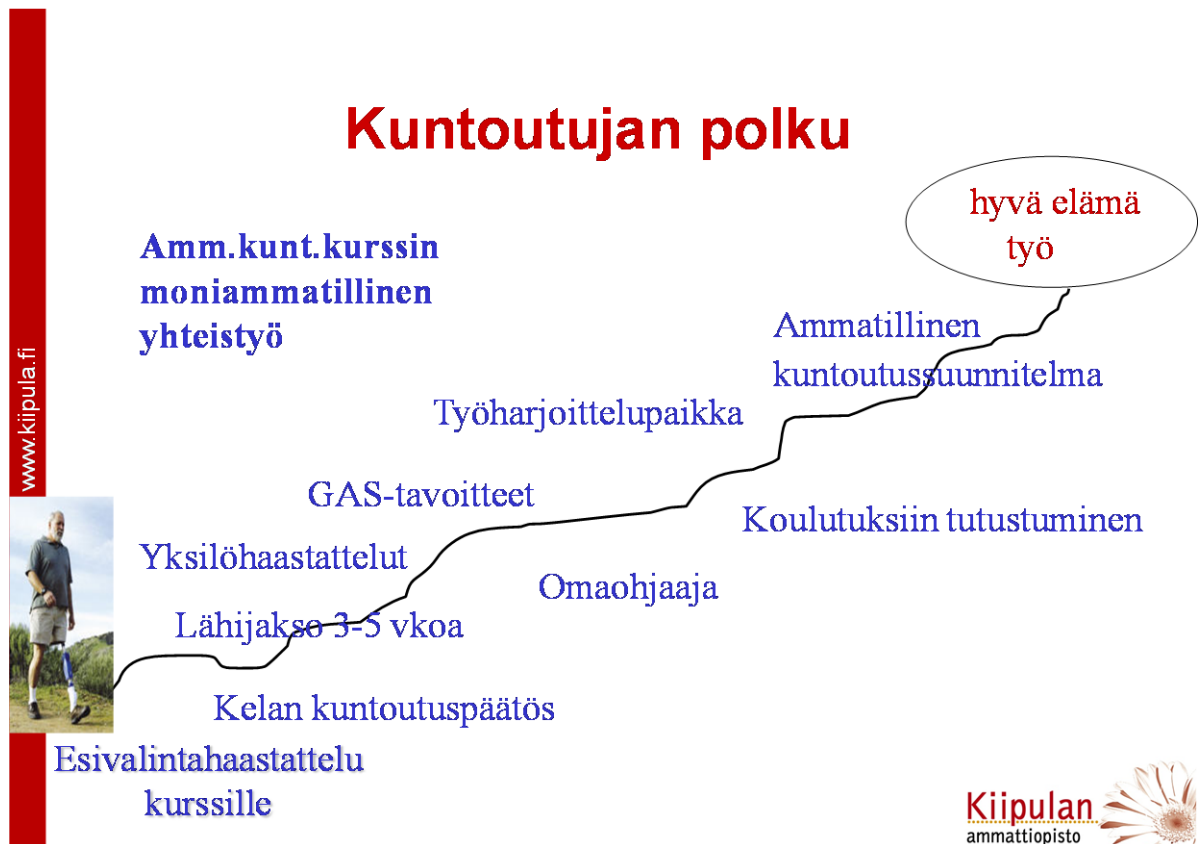 Kuntoutujan polku
hyvä elämä
työ
Amm.kunt.kurssin
moniammatillinen
yhteistyö
Ammatillinen
kuntoutussuunnitelma
Työharjoittelupaikka
GAS-tavoitteet
Koulutuksiin tutustuminen
Yksilöhaastattelut
Omaohjaaja
Lähijakso 3-5 vkoa
Kelan kuntoutuspäätös
Esivalintahaastattelu
kurssille
www.kiipula.fi
Kiipulan
ammattiopisto